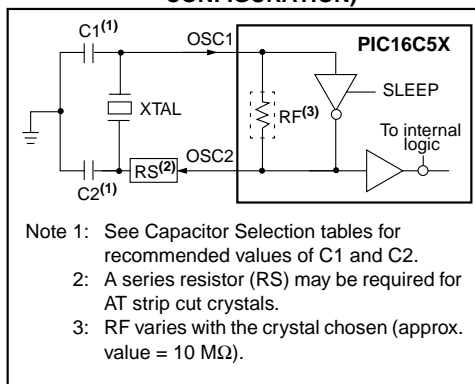 CONFIGURATION)
C1(1)
OSC1
PIC16C5X
SLEEP
XTAL
RF(3)
To internal
logic
OSC2
RS(2)
C2(1)
Note 1: See Capacitor Selection tables for
recommended values of C1 and C2.
2: A series resistor (RS) may be required for
AT strip cut crystals.
3: RF varies with the crystal chosen (approx.
value = 10 MΩ).